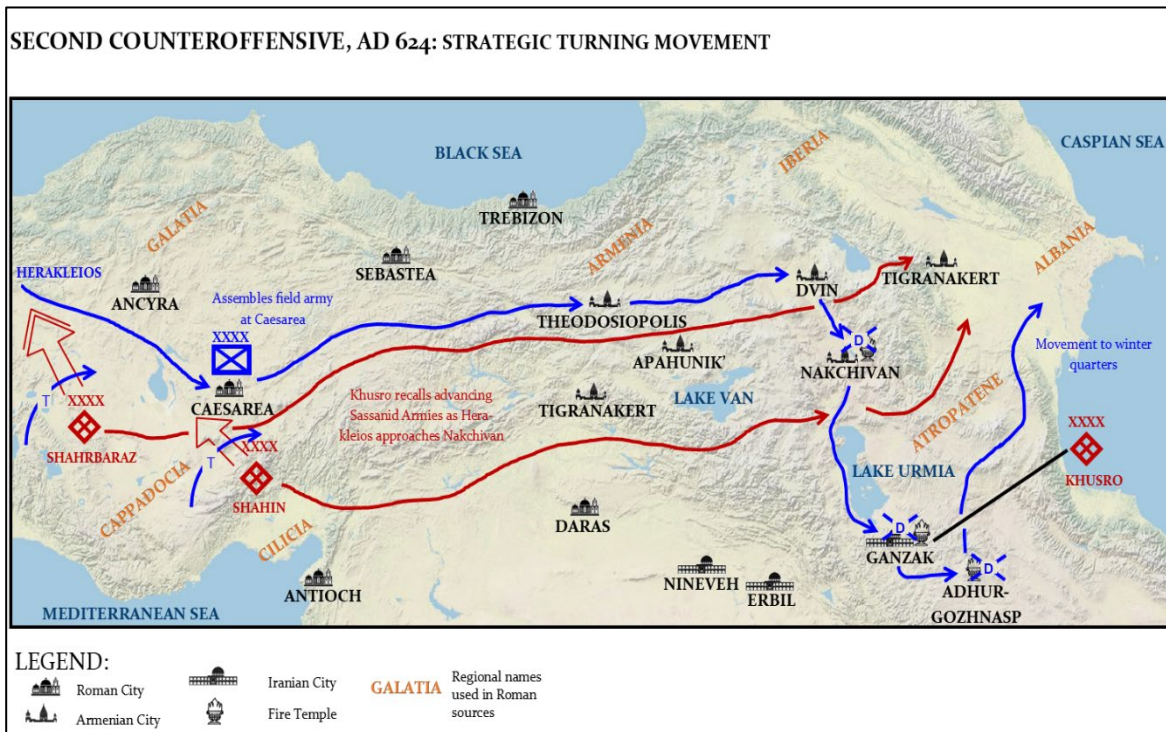 SECOND COUNTEROFFENSIVE, AD 624: STRATEGIC TURNING MOVEMENT
CASPIAN SEA
BLACK SEA
IBERIA
TREBIZON
GALATIA
ARMENIA
ALBANIA
SEBASTEA
TIGRANAKERT
HERAKLEIOS
ANCYRA
DVIN
Assembles field army
at Caesarea
THEODOSIOPOLIS
XXXX
APAHUNIK'
D
NAKCHIVAN
Movement to winter
quarters
T
XXXX
CAESAREA
Khusro recalls advancing
Sassanid Armies as Hera-
kleios approaches Nakchivan
TIGRANAKERT
LAKE VAN
ATROPATENE
XXXX
SHAHRBARAZ
T
XXXX
CAPPADOCIA
LAKE URMIA
KHUSRO
SHAHIN
CILICIA
DARAS
D
GANZAK
ANTIOCH
NINEVEH
ERBIL
D
ADHUR-
GOZHNASP
MEDITERRANEAN SEA
LEGEND:
Roman City
Armenian City
Iranian City
Fire Temple
GALATIA
Regional names
used in Roman
sources